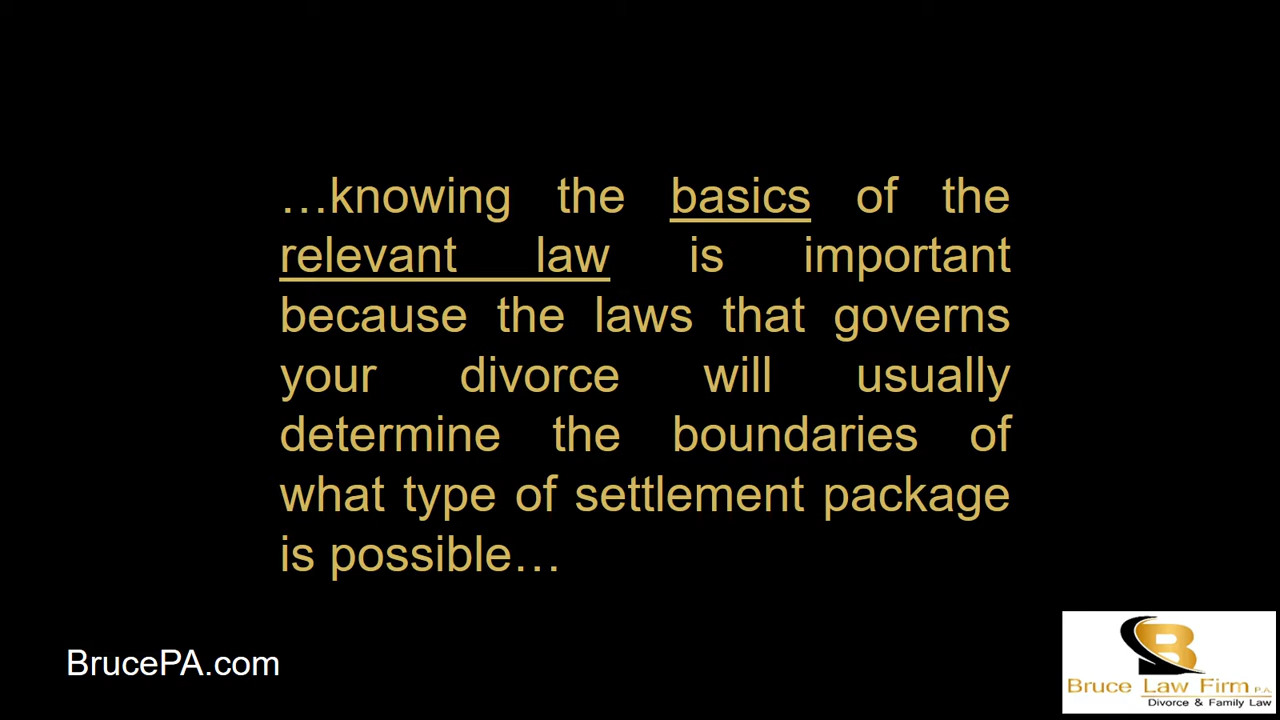 …knowing the basics of the
relevant law is important
because the laws that governs
your divorce will usually
determine the boundaries of
what type of settlement package
is possible…
BrucePA.com
B
Bruce Law Firm P.A.
Divorce & Family Law